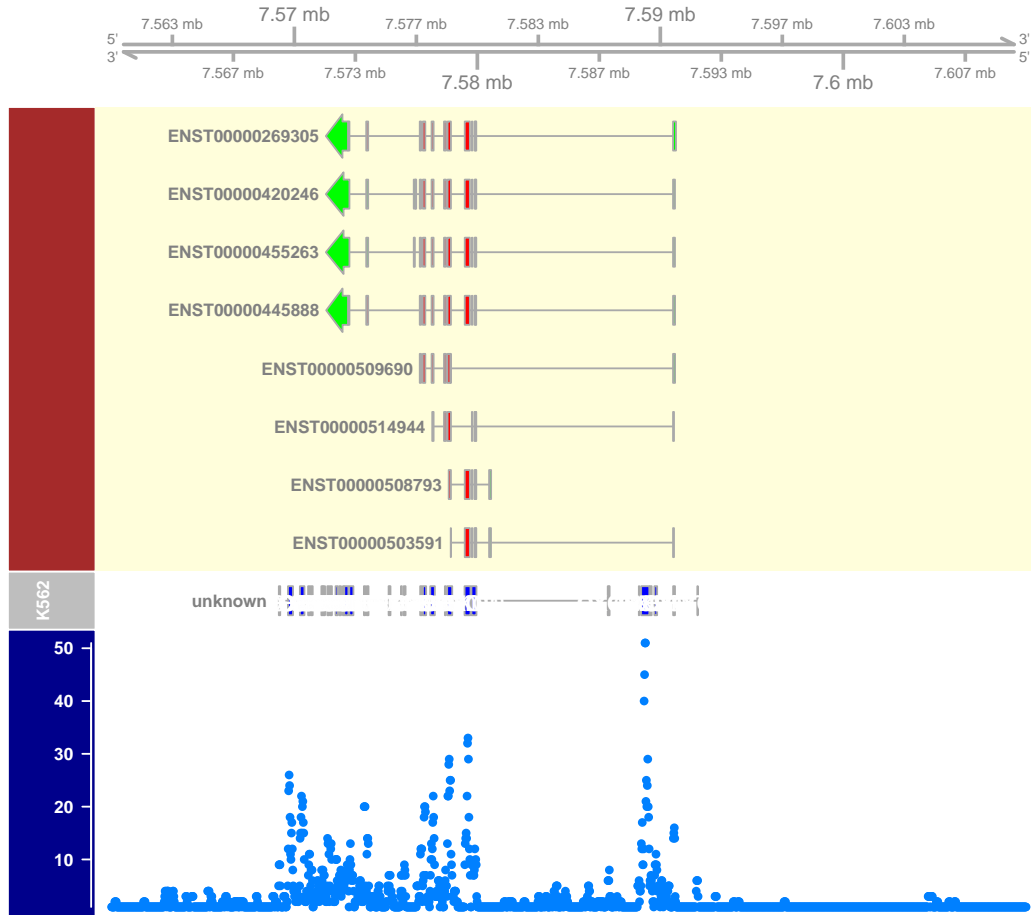 7.57 mb 7.59 mb
7.563 mb 7.577 mb 7.583 mb 7.597 mb 7.603 mb
5' 3'
3' 5'
7.567 mb 7.573 mb 7.587 mb 7.593 mb 7.607 mb
7.58 mb 7.6 mb
ENST00000269305
ENST00000420246
ENST00000455263
ENST00000445888
ENST00000509690
ENST00000514944
ENST00000508793
ENST00000503591
K562
unknown
50
40
30
20
10